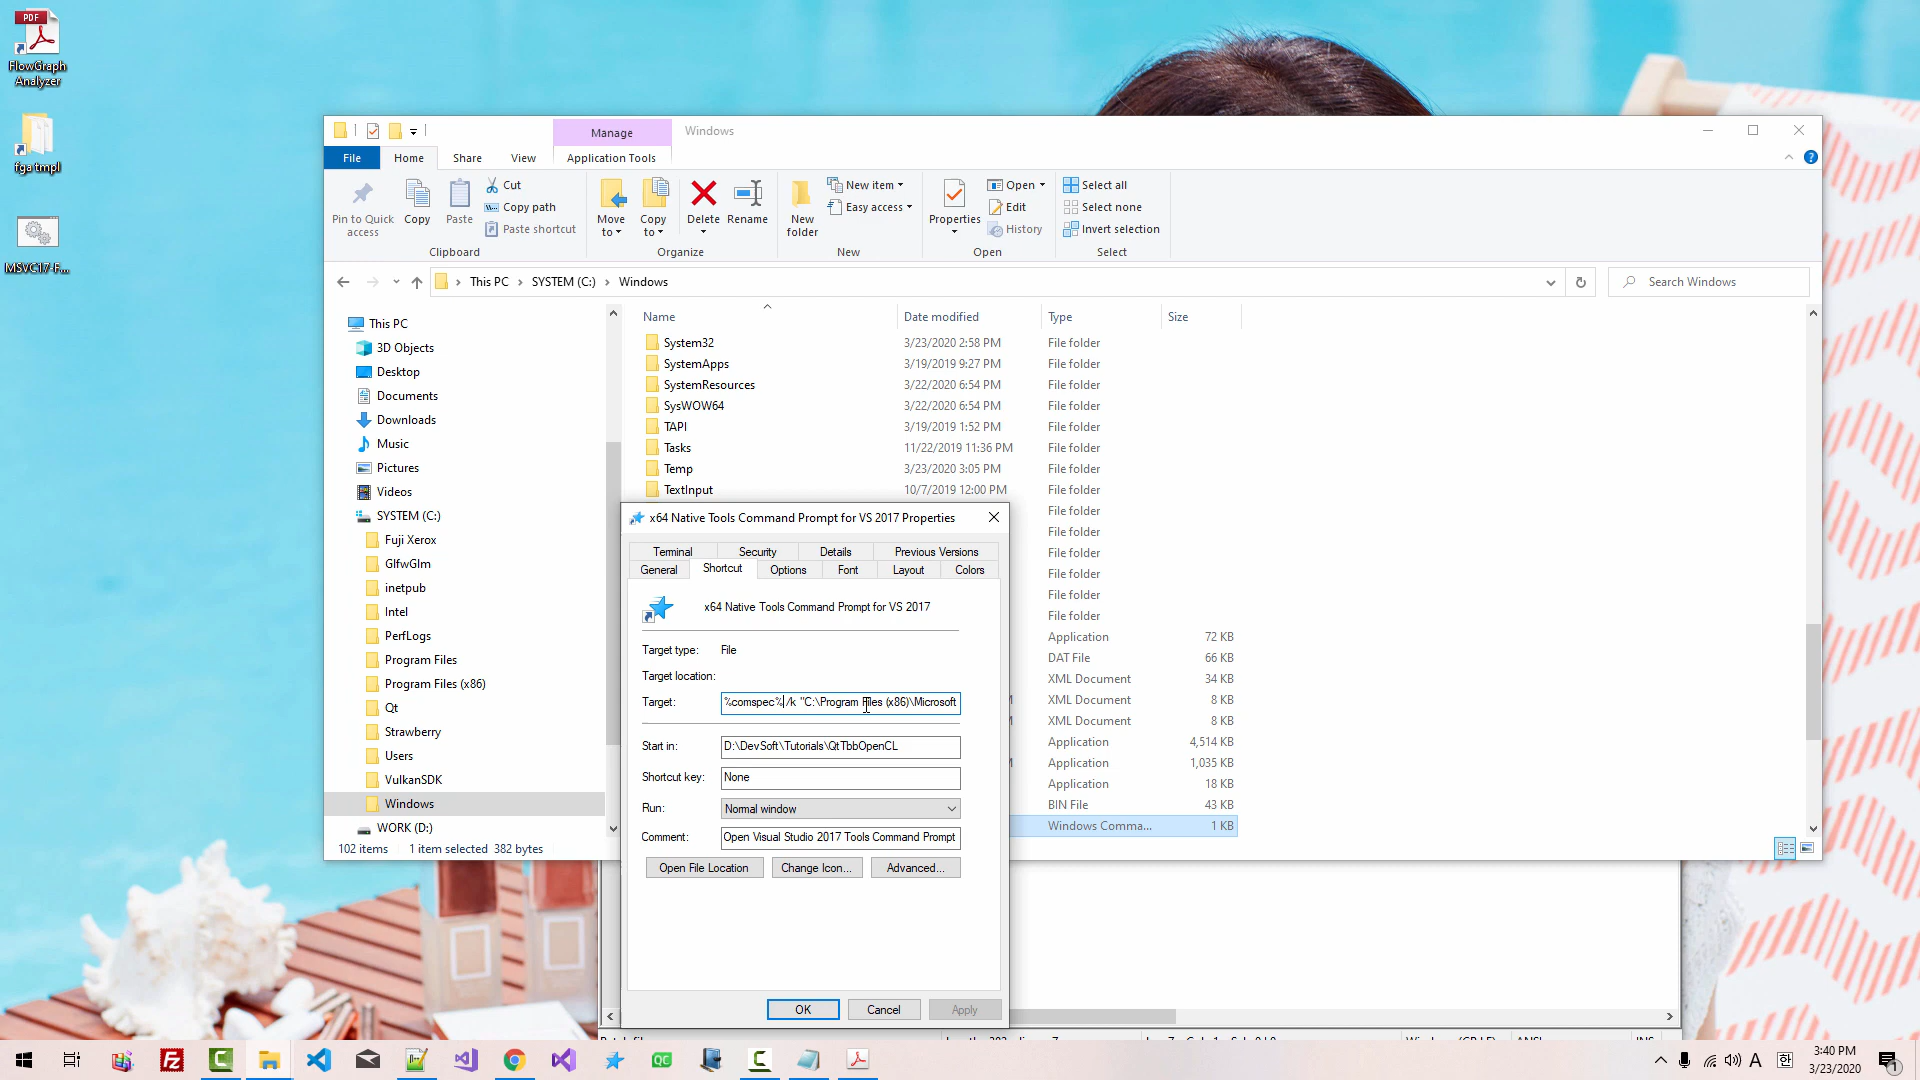 PDF
FlowGraph
Analyzer
fga tmpl
MSVC17-F...
Manage
Windows
File
Home
Share
View
Application Tools
Pin to Quick
access
Copy
Paste
Cut
Copy path
Paste shortcut
Clipboard
Move
to
Copy
to
Delete
Rename
Organize
New
folder
New item
Easy access
New
Properties
Open
Edit
History
Open
Select all
Select none
Invert selection
Select
This PC
SYSTEM (C:)
Windows
Search Windows
This PC
3D Objects
Desktop
Documents
Downloads
Music
Pictures
Videos
SYSTEM (C:)
Fuji Xerox
GlfwGlm
inetpub
Intel
PerfLogs
Program Files
Program Files (x86)
Qt
Strawberry
Users
VulkanSDK
Windows
WORK (D:)
Name Date modified Type Size
System32 3/23/2020 2:58 PM File folder
SystemApps 3/19/2019 9:27 PM File folder
SystemResources 3/22/2020 6:54 PM File folder
SysWOW64 3/22/2020 6:54 PM File folder
TAPI 3/19/2019 1:52 PM File folder
Tasks 11/22/2019 11:36 PM File folder
Temp 3/23/2020 3:05 PM File folder
TextInput 10/7/2019 12:00 PM File folder
File folder
File folder
File folder
File folder
File folder
File folder
Application 72 KB
DAT File 66 KB
XML Document 34 KB
XML Document 8 KB
XML Document 8 KB
Application 4,514 KB
Application 1,035 KB
Application 18 KB
BIN File 43 KB
Windows Comma... 1 KB
102 items 1 item selected 382 bytes
x64 Native Tools Command Prompt for VS 2017 Properties
Terminal Security Details Previous Versions
General Shortcut Options Font Layout Colors
x64 Native Tools Command Prompt for VS 2017
Target type: File
Target location:
Target: %comspec% /k "C:\Program Files (x86)\Microsoft
Start in: D:\DevSoft\Tutorials\QtTbbOpenCL
Shortcut key: None
Run: Normal window
Comment: Open Visual Studio 2017 Tools Command Prompt
Open File Location Change Icon... Advanced...
OK Cancel Apply
QC
A
한
3:40 PM
3/23/2020
1